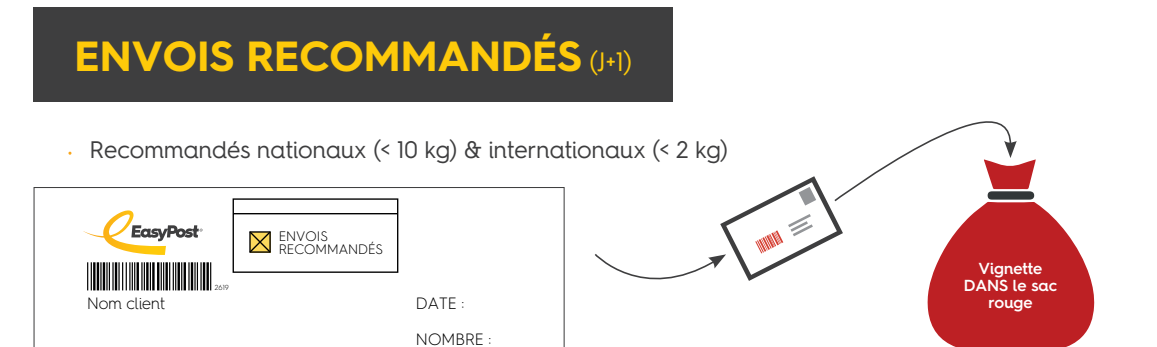 ENVOIS RECOMMANDÉS (J+1)
· Recommandés nationaux (< 10 kg) & internationaux (< 2 kg)
EasyPost
ENVOIS
RECOMMANDÉS
2619
Nom client
DATE :
NOMBRE :
Vignette
DANS le sac
rouge